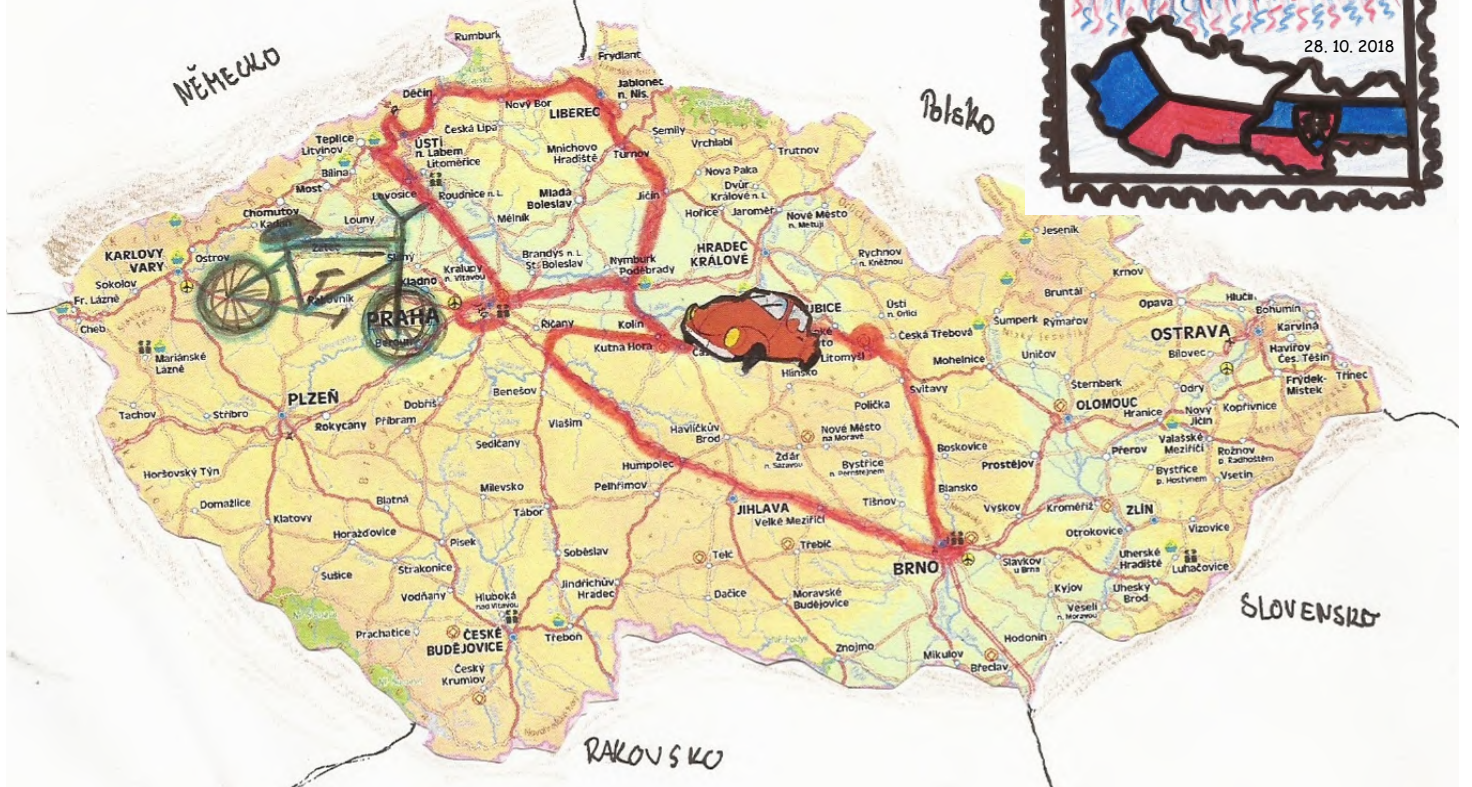 NĚMECKO
Polsko
28. 10. 2018
SLOVENSKO
RAKOVSKO
Rumburk
Frýdlant
Děčín
Nový Bor
Jablonec
n. Nis.
LIBEREC
Teplice
Litvínov
ÚSTÍ
n. Labem
Česká Lípa
Litoměřice
Mnichovo
Hradiště
Turnov
Semily
Vrchlabí
Trutnov
Bílina
Most
Lovosice
Roudnice n. L.
Mladá
Boleslav
Jičín
Nová Paka
Dvůr
Králové n. L.
Chomutov
Kadaň
Louny
Mělník
Hořice
Jaroměř
Nové Město
n. Metují
Jeseník
KARLOVY
VARY
Ostrov
Žatec
Slaný
Brandýs n. L.
St. Boleslav
Nymburk
Poděbrady
HRADEC
KRÁLOVÉ
Rychnov
n. Kněžnou
Krnov
Sokolov
Fr. Lázně
Cheb
Rakovník
Kladno
Kralupy
n. Vltavou
PRAHA
Beroun
Říčany
Kolín
Kutná Hora
UBICE
Ústí
n. Orlicí
Česká Třebová
Litomyšl
Bruntál
Opava
Hlučín
Bohumín
Karviná
OSTRAVA
Šumperk
Rýmařov
Havířov
Čes. Těšín
Bílovec
Třinec
Mariánské
Lázně
Hlinsko
Mohelnice
Uničov
Svitavy
Šternberk
Odry
Frýdek-
Místek
Tachov
Stříbro
PLZEŇ
Rokycany
Dobříš
Příbram
Benešov
Vlašim
Sedlčany
Havlíčkův
Brod
Polička
Nové Město
na Moravě
OLOMOUC
Hranice
Nový
Jičín
Kopřivnice
Horšovský Týn
Humpolec
Pelhřimov
Žďár
n. Sázavou
Bystřice
n. Pernštejnem
Boskovice
Prostějov
Přerov
Valašské
Meziříčí
Rožnov
p. Radhoštěm
Bystřice
p. Hostýnem
Vsetín
Domažlice
Klatovy
Blatná
Milevsko
Tábor
JIHLAVA
Velké Meziříčí
Tišnov
Blansko
Vyškov
Kroměříž
ZLÍN
Otrokovice
Vizovice
Horažďovice
Písek
Soběslav
Telč
Třebíč
BRNO
Slavkov
u Brna
Uherské
Hradiště
Luhačovice
Sušice
Strakonice
Vodňany
Hluboká
nad Vltavou
Jindřichův
Hradec
Dačice
Moravské
Budějovice
Kyjov
Uheský
Brod
Veselí
n. Moravou
Prachatice
ČESKÉ
BUDĚJOVICE
Třeboň
Znojmo
Mikulov
Hodonín
Břeclav
Český
Krumlov